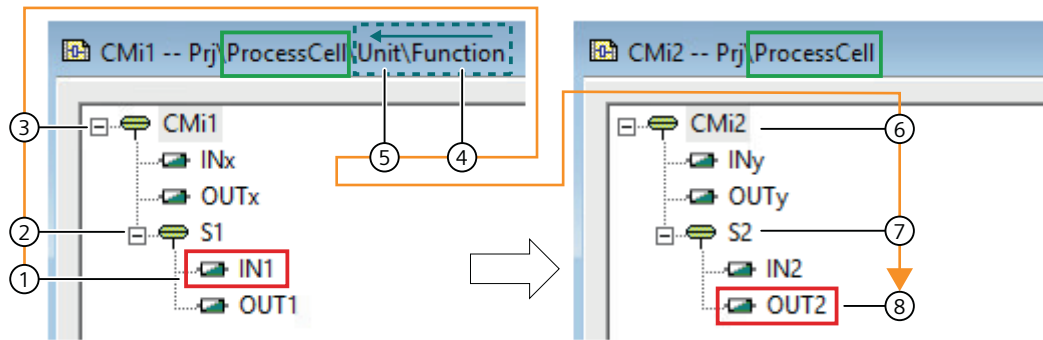 CMi1 -- Prj\ProcessCell\Unit\Function
3 CMi1
5 4
INx
OUTx
2 S1
1 IN1
OUT1
CMi2 -- Prj\ProcessCell
CMi2 6
INy
OUTy
S2 7
IN2
OUT2 8